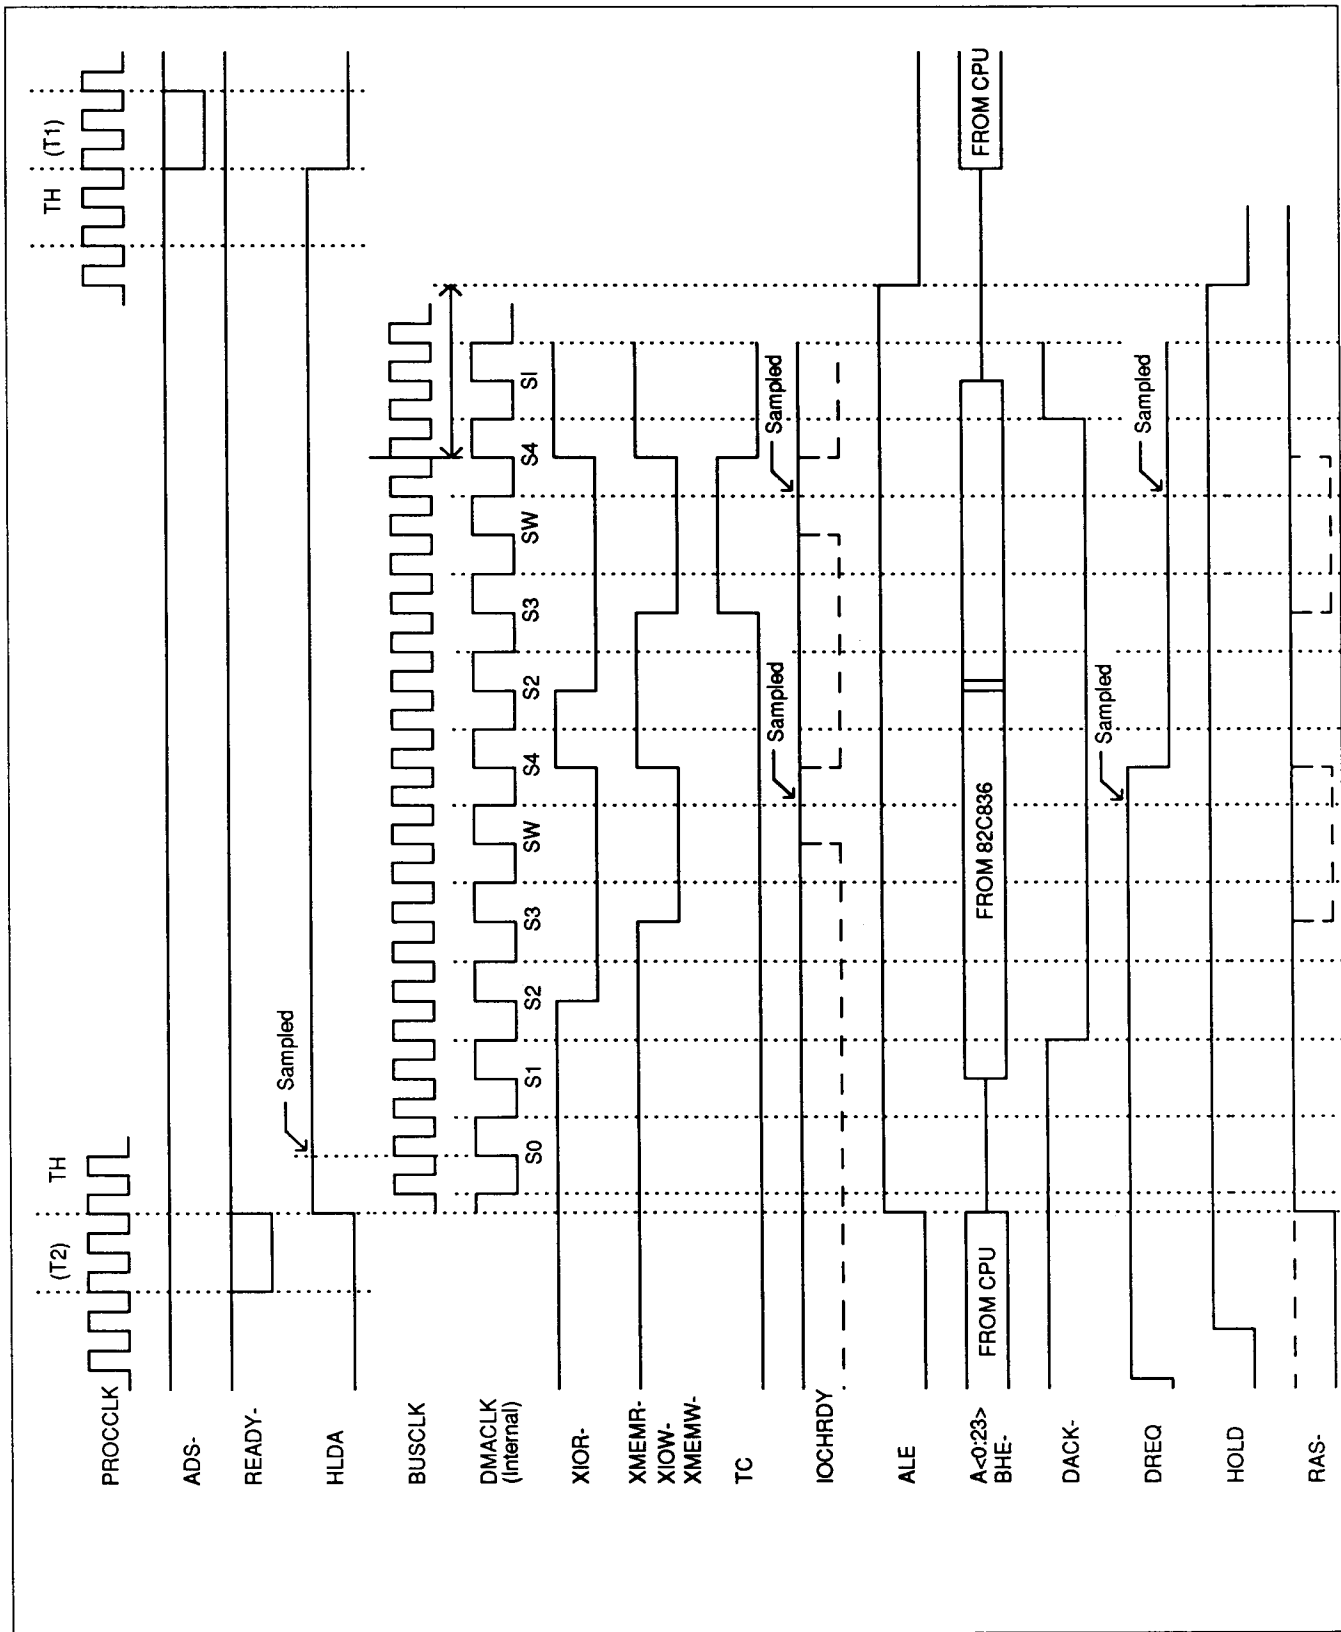 PROCCLK
(T2)
TH
TH
(T1)
ADS-
READY-
HLDA
Sampled
BUSCLK
DMACLK
(Internal)
S0
S1
S2
S3
SW
S4
S2
S3
SW
S4
SI
XIOR-
XMEMR-
XIOW-
XMEMW-
TC
IOCHRDY
Sampled
Sampled
ALE
A<0:23>
BHE-
FROM CPU
FROM 82C836
FROM CPU
DACK-
DREQ
Sampled
Sampled
HOLD
RAS-